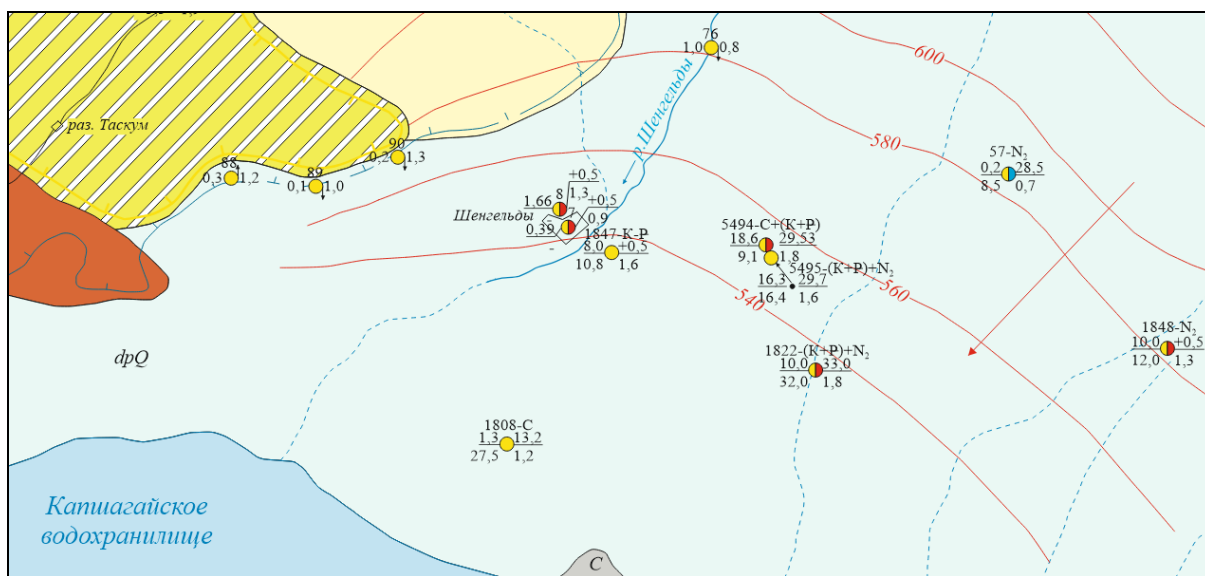 76
1,0 0,8
600
р.Шенгельды
580
раз. Таскум
90
0,2 1,3
88
0,3 1,2
89
0,1 1,0
57-N₂
0,2 28,5
8,5 0,7
+0,5
8 1,3
1,66
7 +0,5
Шенгельды
0,39 0,9
1847-К-Р
8,0 +0,5
10,8 1,6
5494-С+(К+Р)
18,6 29,53
9,1 1,8
5495-(К+Р)+N₂
16,3 29,7
16,4 1,6
560
540
1848-N₂
10,0 +0,5
12,0 1,3
1822-(К+Р)+N₂
10,0 33,0
32,0 1,8
dpQ
1808-С
1,3 13,2
27,5 1,2
Капшагайское
водохранилище
С